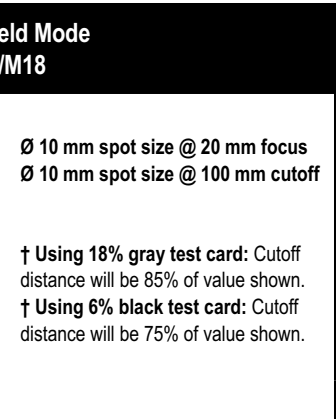 eld Mode
/M18
Ø 10 mm spot size @ 20 mm focus
Ø 10 mm spot size @ 100 mm cutoff
† Using 18% gray test card: Cutoff
distance will be 85% of value shown.
† Using 6% black test card: Cutoff
distance will be 75% of value shown.